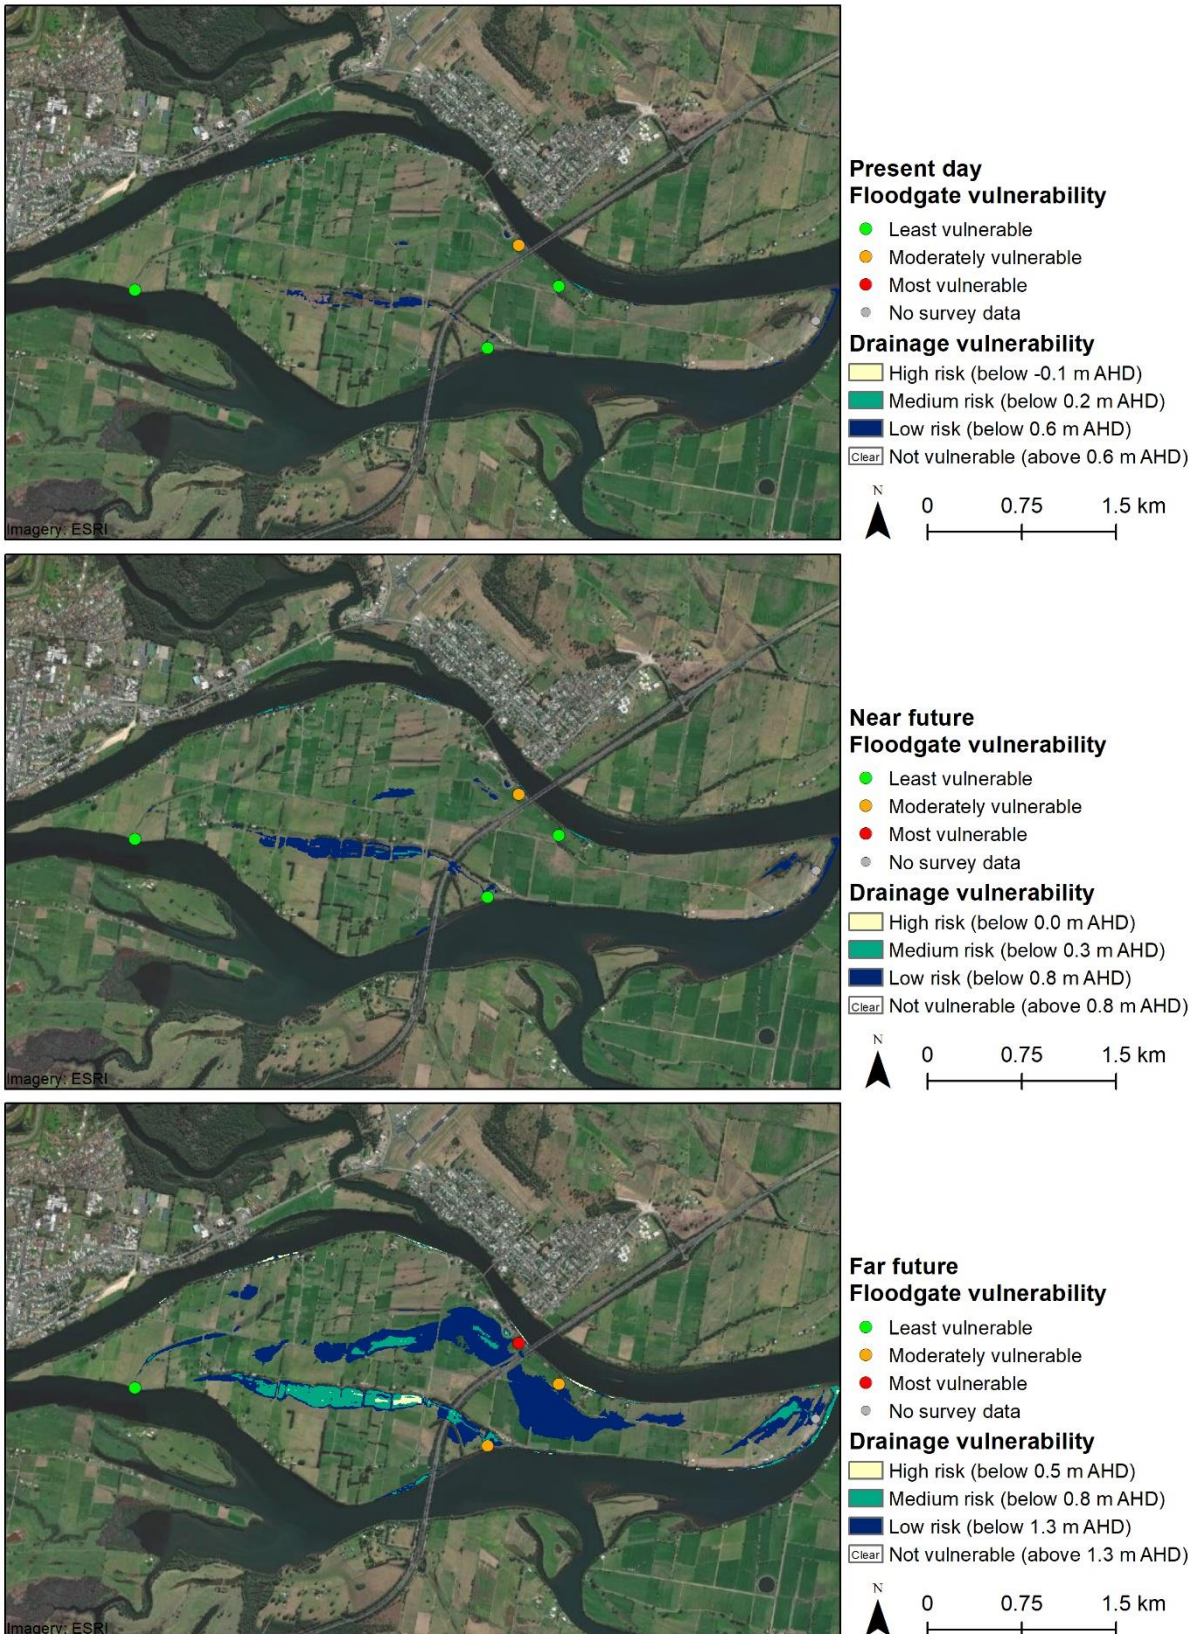 Present day
Floodgate vulnerability
Least vulnerable
Moderately vulnerable
Most vulnerable
No survey data
Drainage vulnerability
High risk (below -0.1 m AHD)
Medium risk (below 0.2 m AHD)
Low risk (below 0.6 m AHD)
Clear Not vulnerable (above 0.6 m AHD)
N
0 0.75 1.5 km
Imagery: ESRI
Near future
Floodgate vulnerability
Least vulnerable
Moderately vulnerable
Most vulnerable
No survey data
Drainage vulnerability
High risk (below 0.0 m AHD)
Medium risk (below 0.3 m AHD)
Low risk (below 0.8 m AHD)
Clear Not vulnerable (above 0.8 m AHD)
N
0 0.75 1.5 km
Imagery: ESRI
Far future
Floodgate vulnerability
Least vulnerable
Moderately vulnerable
Most vulnerable
No survey data
Drainage vulnerability
High risk (below 0.5 m AHD)
Medium risk (below 0.8 m AHD)
Low risk (below 1.3 m AHD)
Clear Not vulnerable (above 1.3 m AHD)
N
0 0.75 1.5 km
Imagery: ESRI